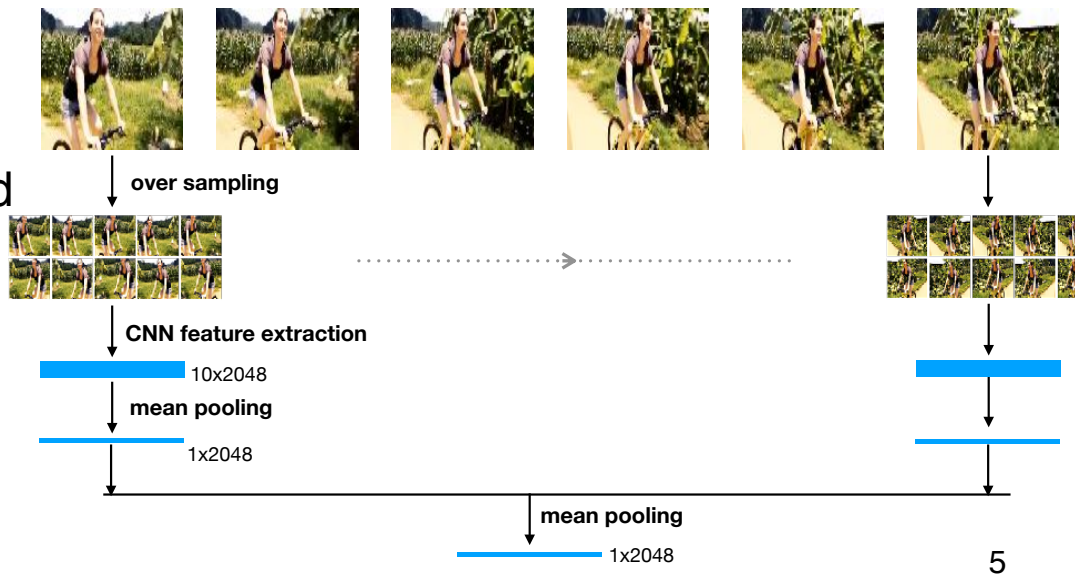 over sampling
d
CNN feature extraction
10x2048
mean pooling
1x2048
mean pooling
1x2048
5